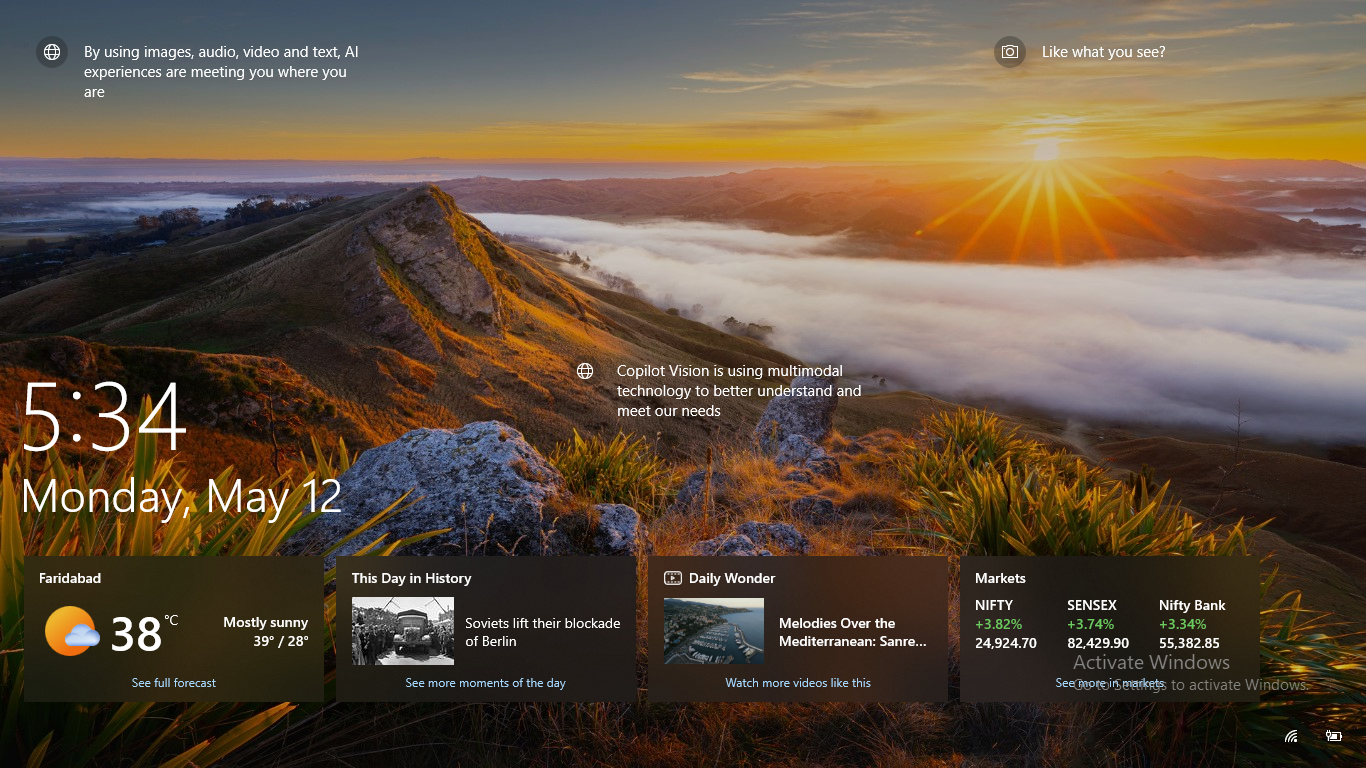 By using images, audio, video and text, AI
experiences are meeting you where you
are
Like what you see?
Copilot Vision is using multimodal
technology to better understand and
meet our needs
5:34
Monday, May 12
Faridabad
38°C
Mostly sunny
39° / 28°
See full forecast
This Day in History
Soviets lift their blockade
of Berlin
See more moments of the day
Daily Wonder
Melodies Over the
Mediterranean: Sanre...
Watch more videos like this
Markets
NIFTY SENSEX Nifty Bank
+3.82% +3.74% +3.34%
24,924.70 82,429.90 55,382.85
See more in markets
Activate Windows
Go to Settings to activate Windows.